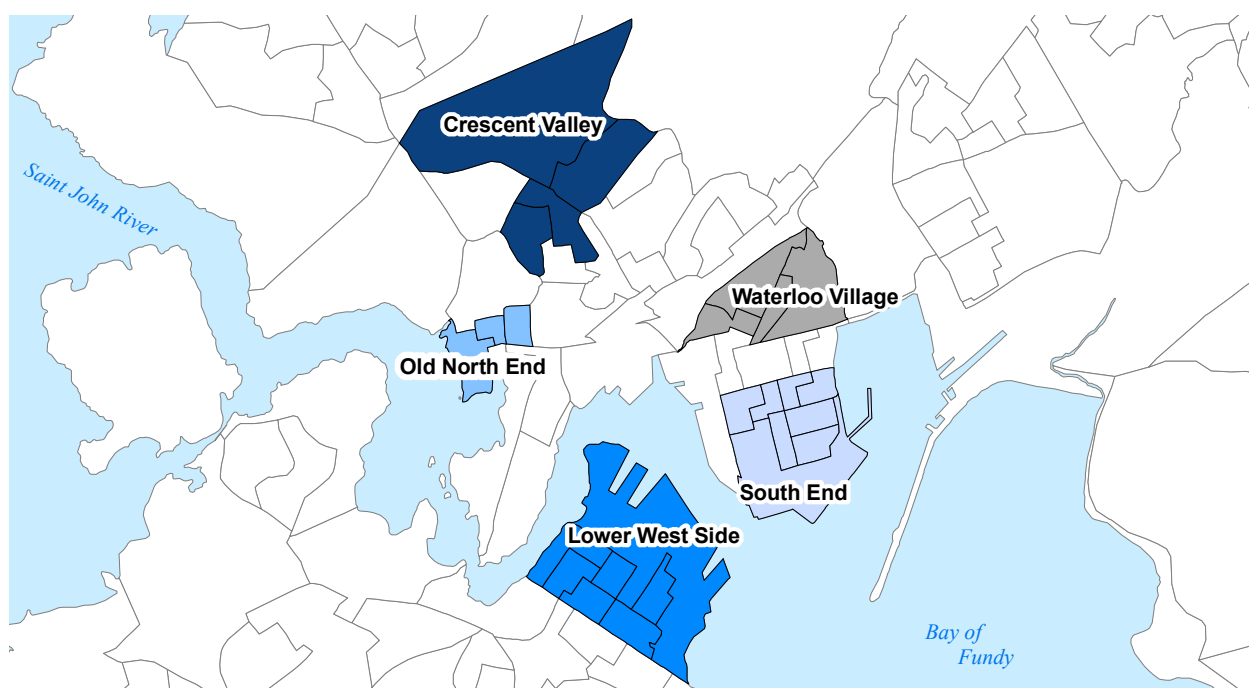 Crescent Valley
Saint John River
Waterloo Village
Old North End
South End
Lower West Side
Bay of
Fundy